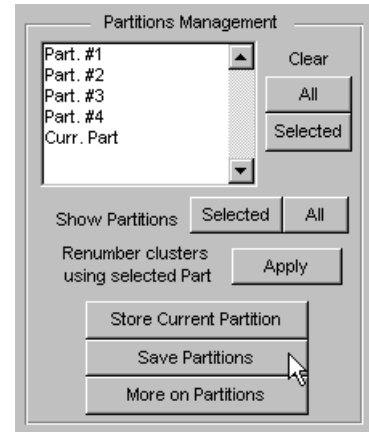 Partitions Management
Part. #1
Part. #2
Part. #3
Part. #4
Curr. Part
Clear
All
Selected
Show Partitions Selected All
Renumber clusters
using selected Part
Apply
Store Current Partition
Save Partitions
More on Partitions